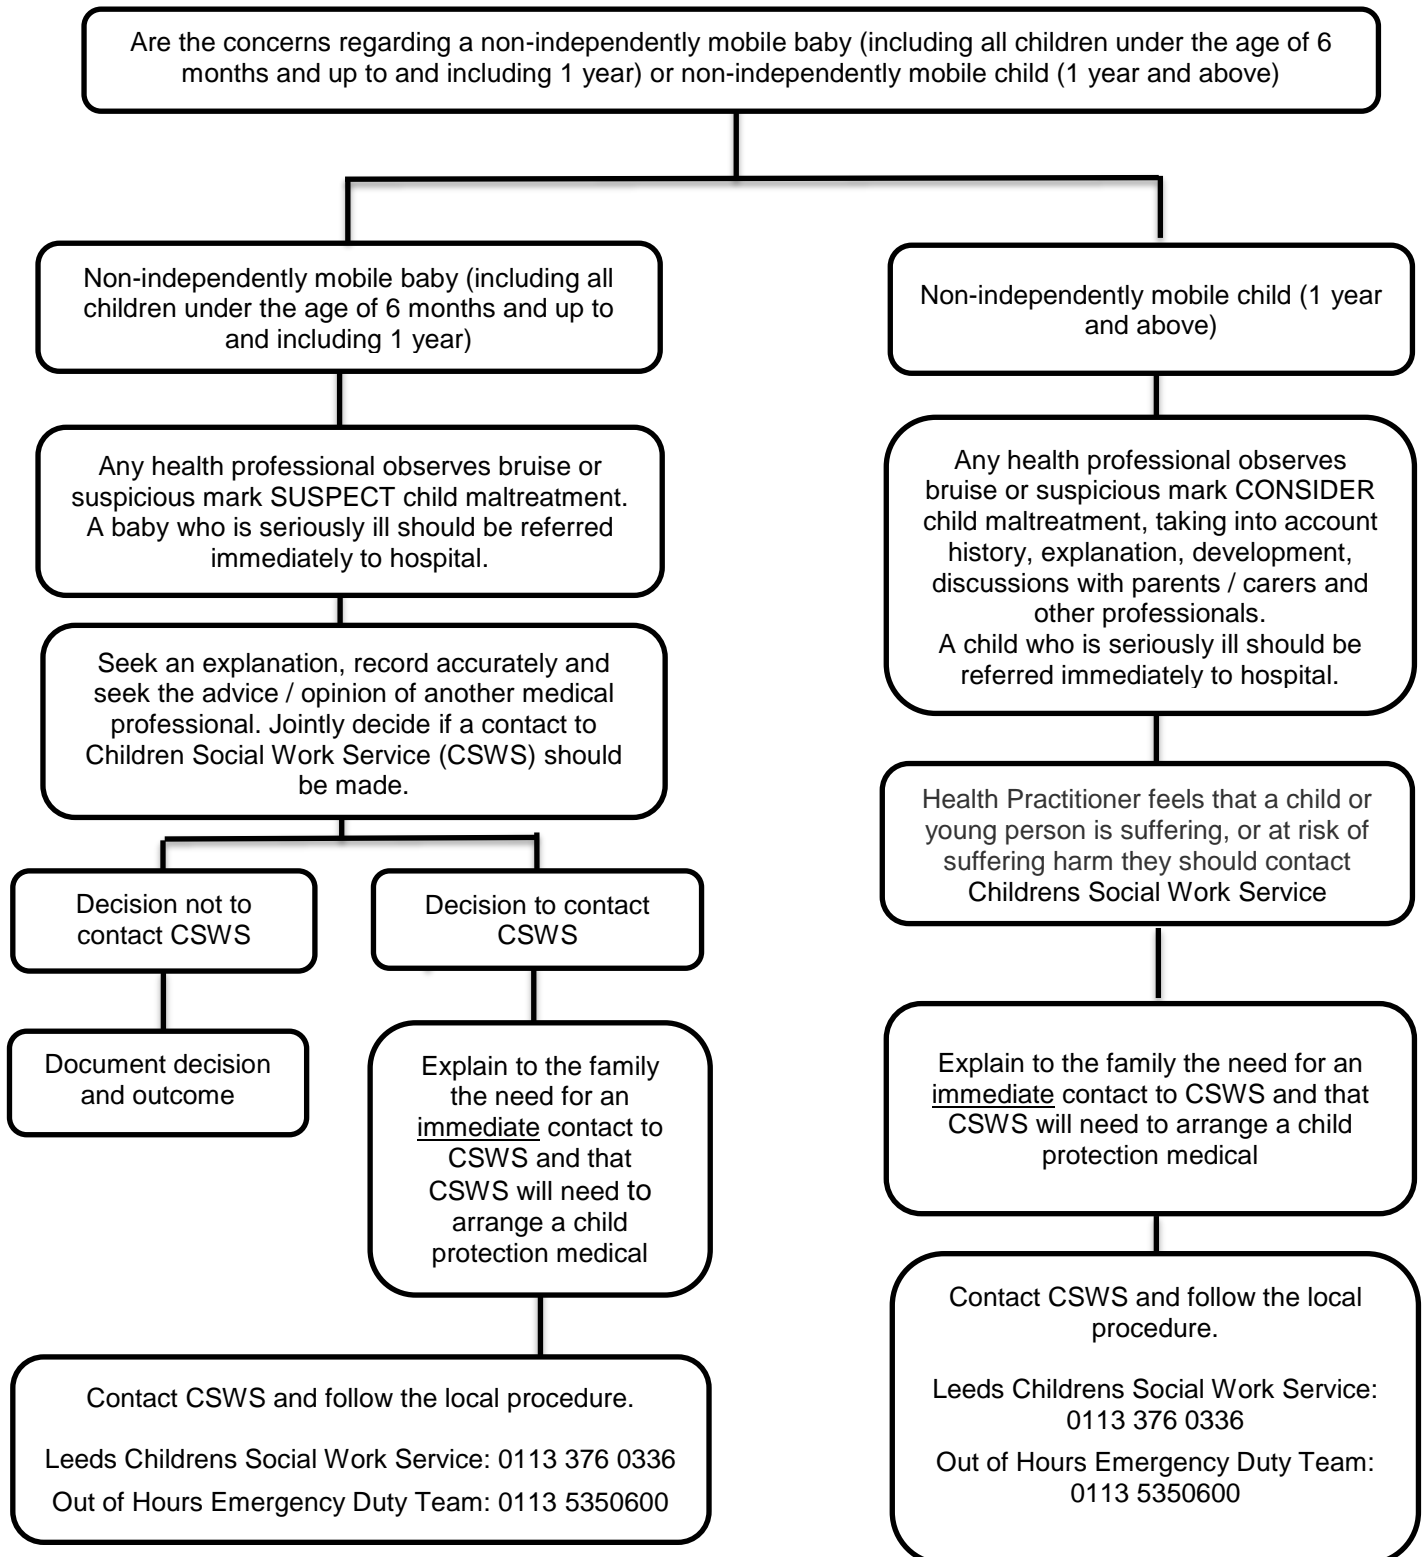 Are the concerns regarding a non-independently mobile baby (including all children under the age of 6
months and up to and including 1 year) or non-independently mobile child (1 year and above)
Non-independently mobile baby (including all
children under the age of 6 months and up to
and including 1 year)
Any health professional observes bruise or
suspicious mark SUSPECT child maltreatment.
A baby who is seriously ill should be referred
immediately to hospital.
Seek an explanation, record accurately and
seek the advice / opinion of another medical
professional. Jointly decide if a contact to
Children Social Work Service (CSWS) should
be made.
Decision not to
contact CSWS
Document decision
and outcome
Decision to contact
CSWS
Explain to the family
the need for an
immediate contact to
CSWS and that
CSWS will need to
arrange a child
protection medical
Contact CSWS and follow the local procedure.
Leeds Childrens Social Work Service: 0113 376 0336
Out of Hours Emergency Duty Team: 0113 5350600
Non-independently mobile child (1 year
and above)
Any health professional observes
bruise or suspicious mark CONSIDER
child maltreatment, taking into account
history, explanation, development,
discussions with parents / carers and
other professionals.
A child who is seriously ill should be
referred immediately to hospital.
Health Practitioner feels that a child or
young person is suffering, or at risk of
suffering harm they should contact
Childrens Social Work Service
Explain to the family the need for an
immediate contact to CSWS and that
CSWS will need to arrange a child
protection medical
Contact CSWS and follow the local
procedure.
Leeds Childrens Social Work Service:
0113 376 0336
Out of Hours Emergency Duty Team:
0113 5350600